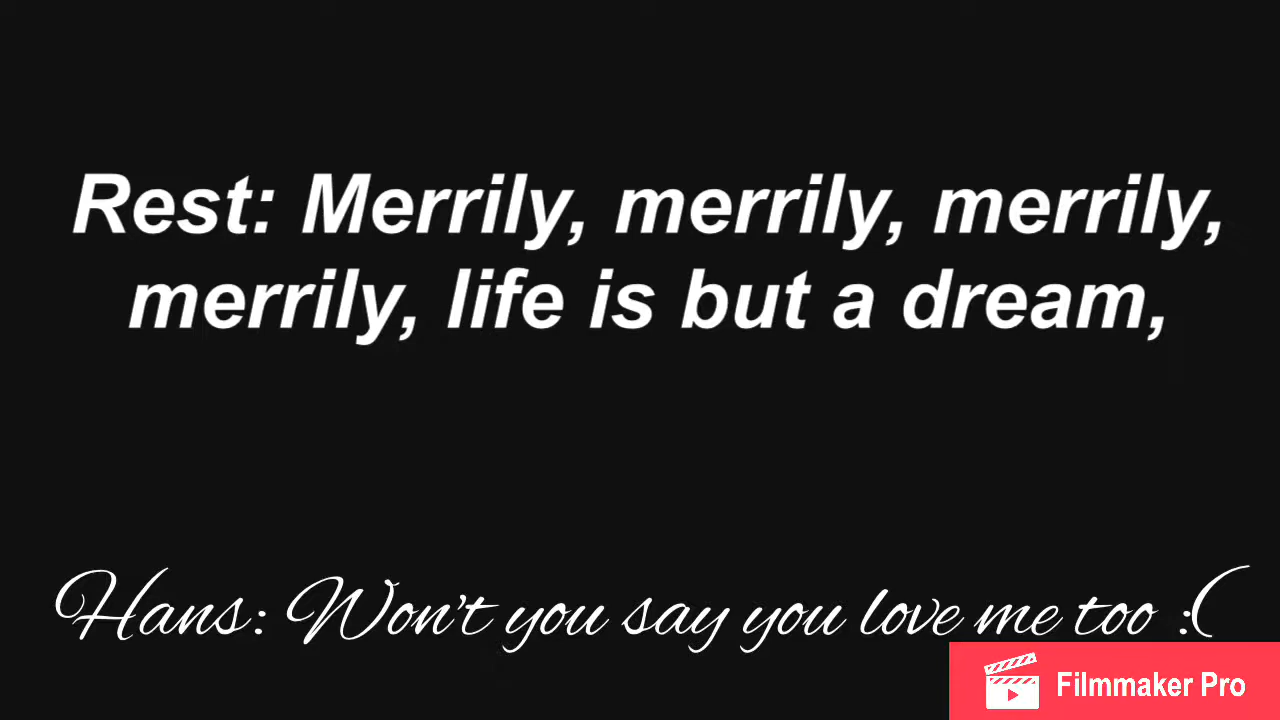 Rest: Merrily, merrily, merrily,
merrily, life is but a dream,
Hans: Won't you say you love me too :(
Filmmaker Pro